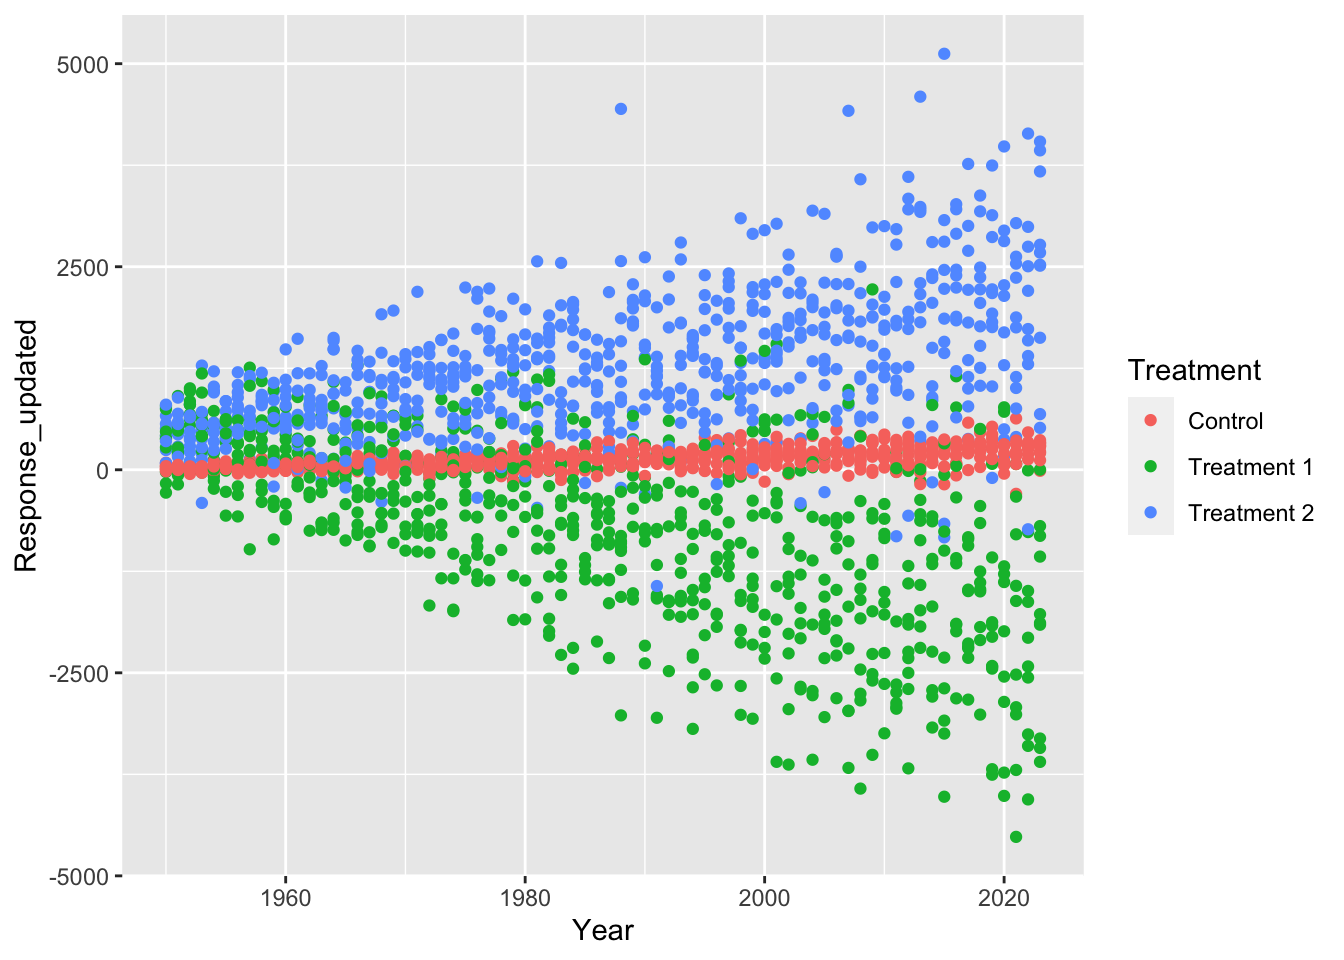 5000
2500
0
-2500
-5000
Response_updated
1960
1980
2000
2020
Year
Treatment
Control
Treatment 1
Treatment 2